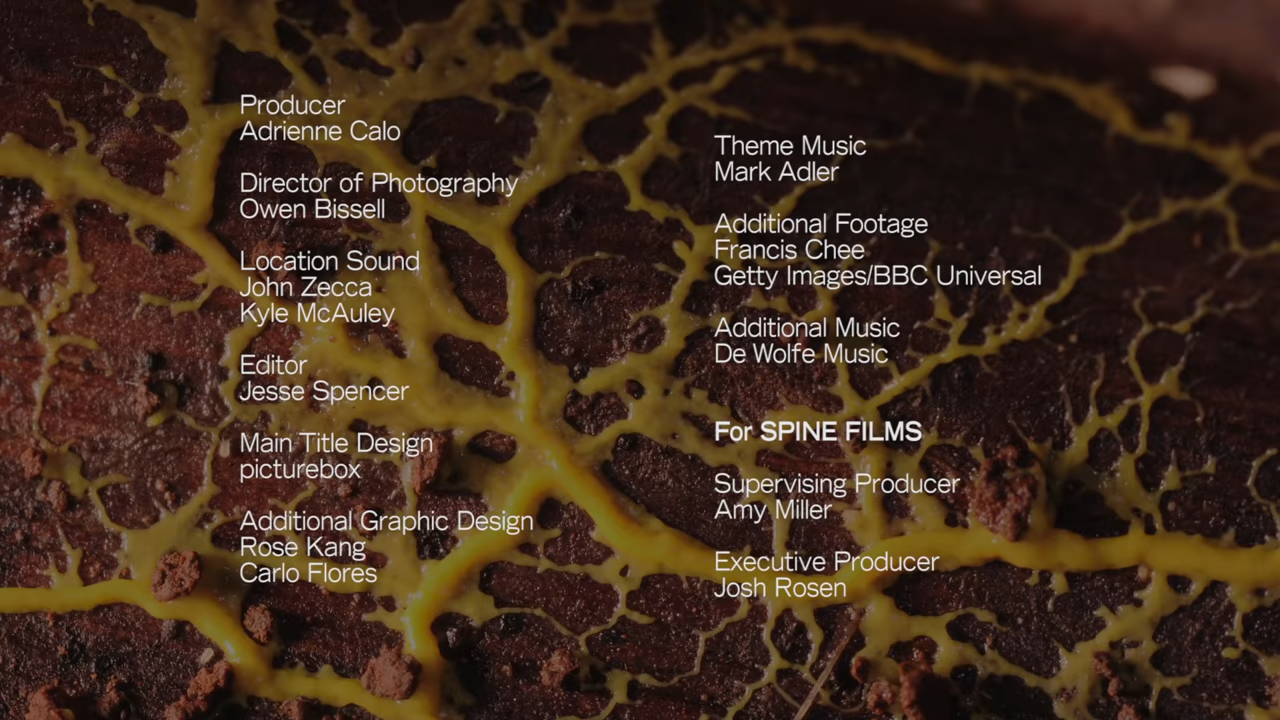 Producer
Adrienne Calo
Director of Photography
Owen Bissell
Location Sound
John Zecca
Kyle McAuley
Editor
Jesse Spencer
Main Title Design
picturebox
Additional Graphic Design
Rose Kang
Carlo Flores
Theme Music
Mark Adler
Additional Footage
Francis Chee
Getty Images/BBC Universal
Additional Music
De Wolfe Music
For SPINE FILMS
Supervising Producer
Amy Miller
Executive Producer
Josh Rosen